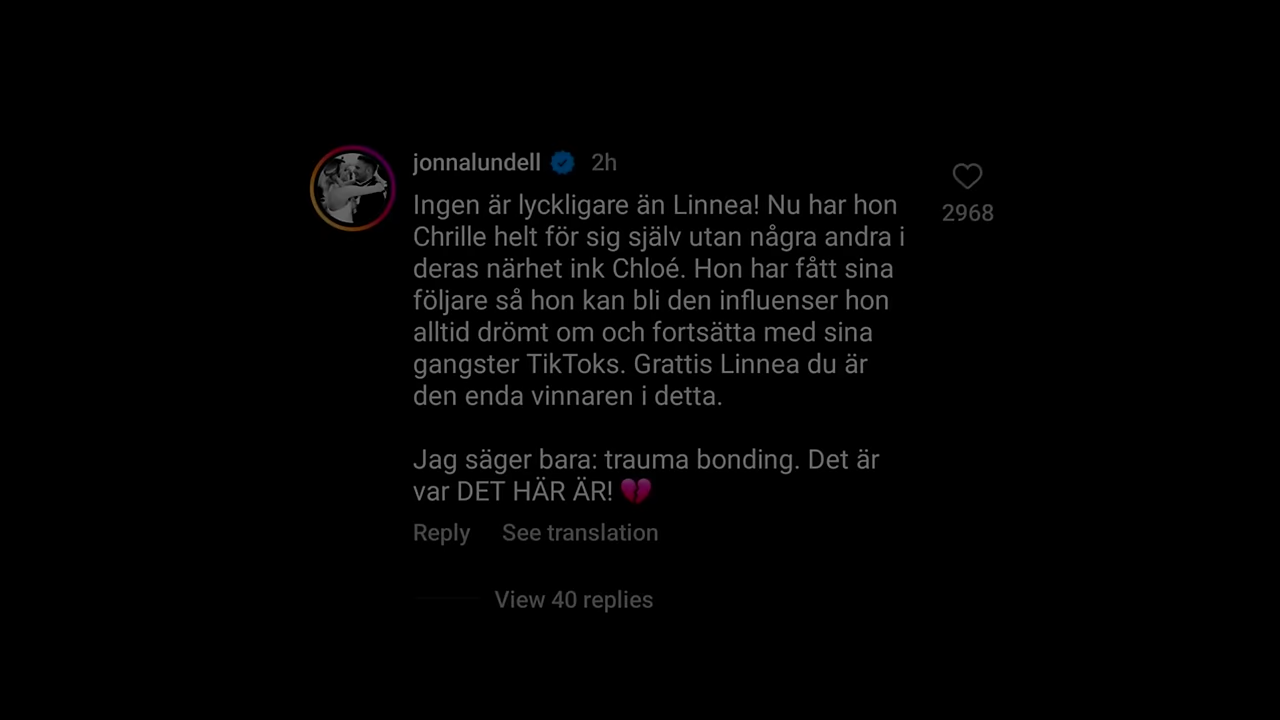 jonnalundell 2h
Ingen är lyckligare än Linnea! Nu har hon
Chrille helt för sig själv utan några andra i
deras närhet ink Chloé. Hon har fått sina
följare så hon kan bli den influenser hon
alltid drömt om och fortsätta med sina
gangster TikToks. Grattis Linnea du är
den enda vinnaren i detta.
Jag säger bara: trauma bonding. Det är
var DET HÄR ÄR! 💔
Reply See translation
View 40 replies
2968